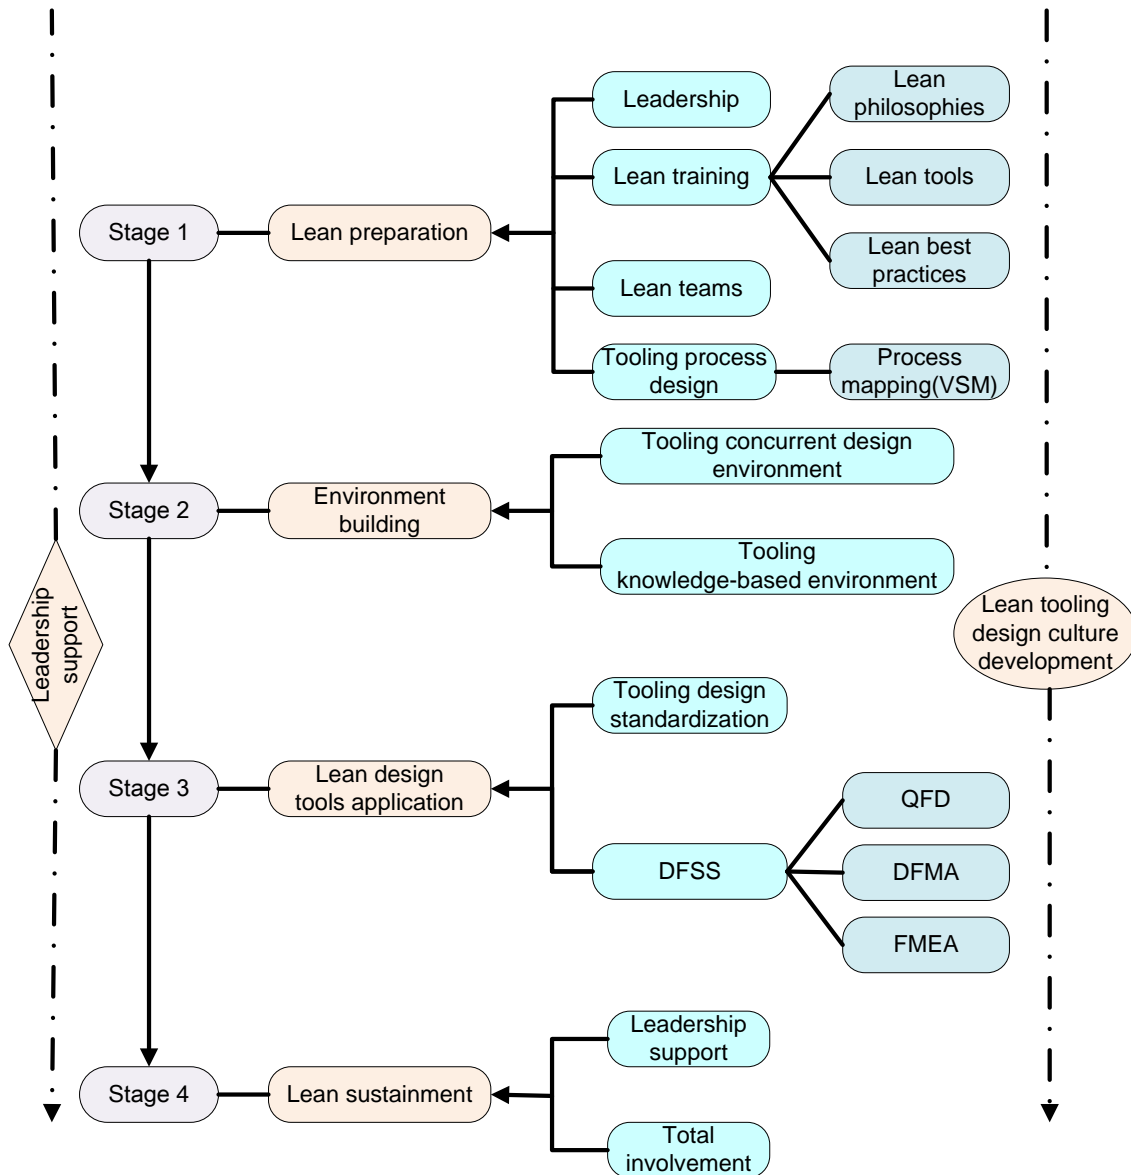 Leadership
Lean
philosophies
Lean training
Lean tools
Stage 1
Lean preparation
Lean best
practices
Lean teams
Tooling process
design
Process
mapping(VSM)
Tooling concurrent design
environment
Stage 2
Environment
building
Tooling
knowledge-based environment
Leadership
support
Lean tooling
design culture
development
Tooling design
standardization
Stage 3
Lean design
tools application
QFD
DFSS
DFMA
FMEA
Leadership
support
Stage 4
Lean sustainment
Total
involvement